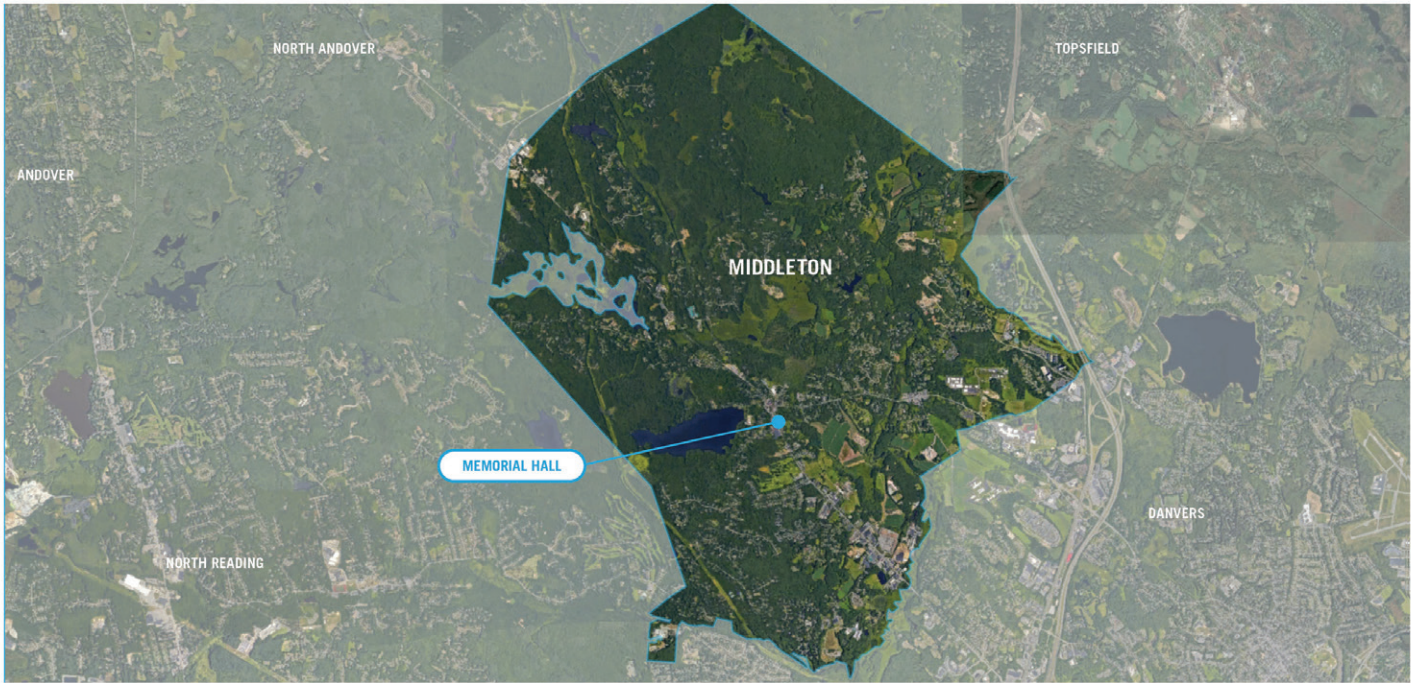 NORTH ANDOVER
TOPSFIELD
ANDOVER
MIDDLETON
MEMORIAL HALL
DANVERS
NORTH READING